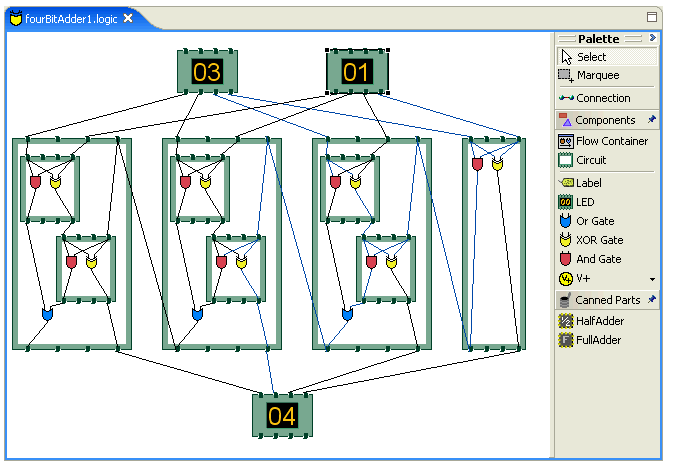 fourBitAdder1.logic
03
01
04
Palette
Select
Marquee
Connection
Components
Flow Container
Circuit
Label
LED
Or Gate
XOR Gate
And Gate
V+
Canned Parts
HalfAdder
FullAdder